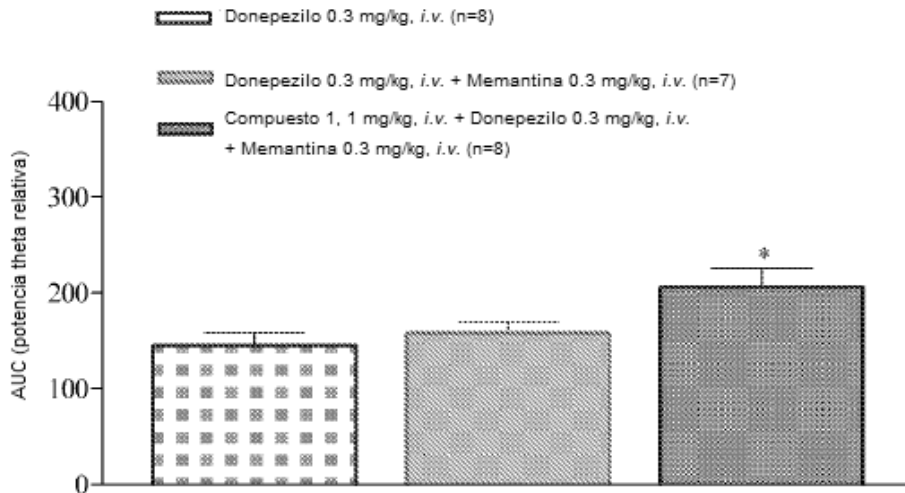 Donepezilo 0.3 mg/kg, i.v. (n=8)
Donepezilo 0.3 mg/kg, i.v. + Memantina 0.3 mg/kg, i.v. (n=7)
Compuesto 1, 1 mg/kg, i.v. + Donepezilo 0.3 mg/kg, i.v.
+ Memantina 0.3 mg/kg, i.v. (n=8)
AUC (potencia theta relativa)
400
300
200
100
0
*